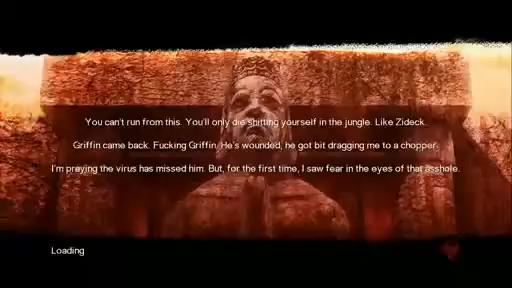 You can't run from this. You'll only die shitting yourself in the jungle. Like Zideck.
Griffin came back. Fucking Griffin. He's wounded, he got bit dragging me to a chopper.
I'm praying the virus has missed him. But, for the first time, I saw fear in the eyes of that asshole.
Loading